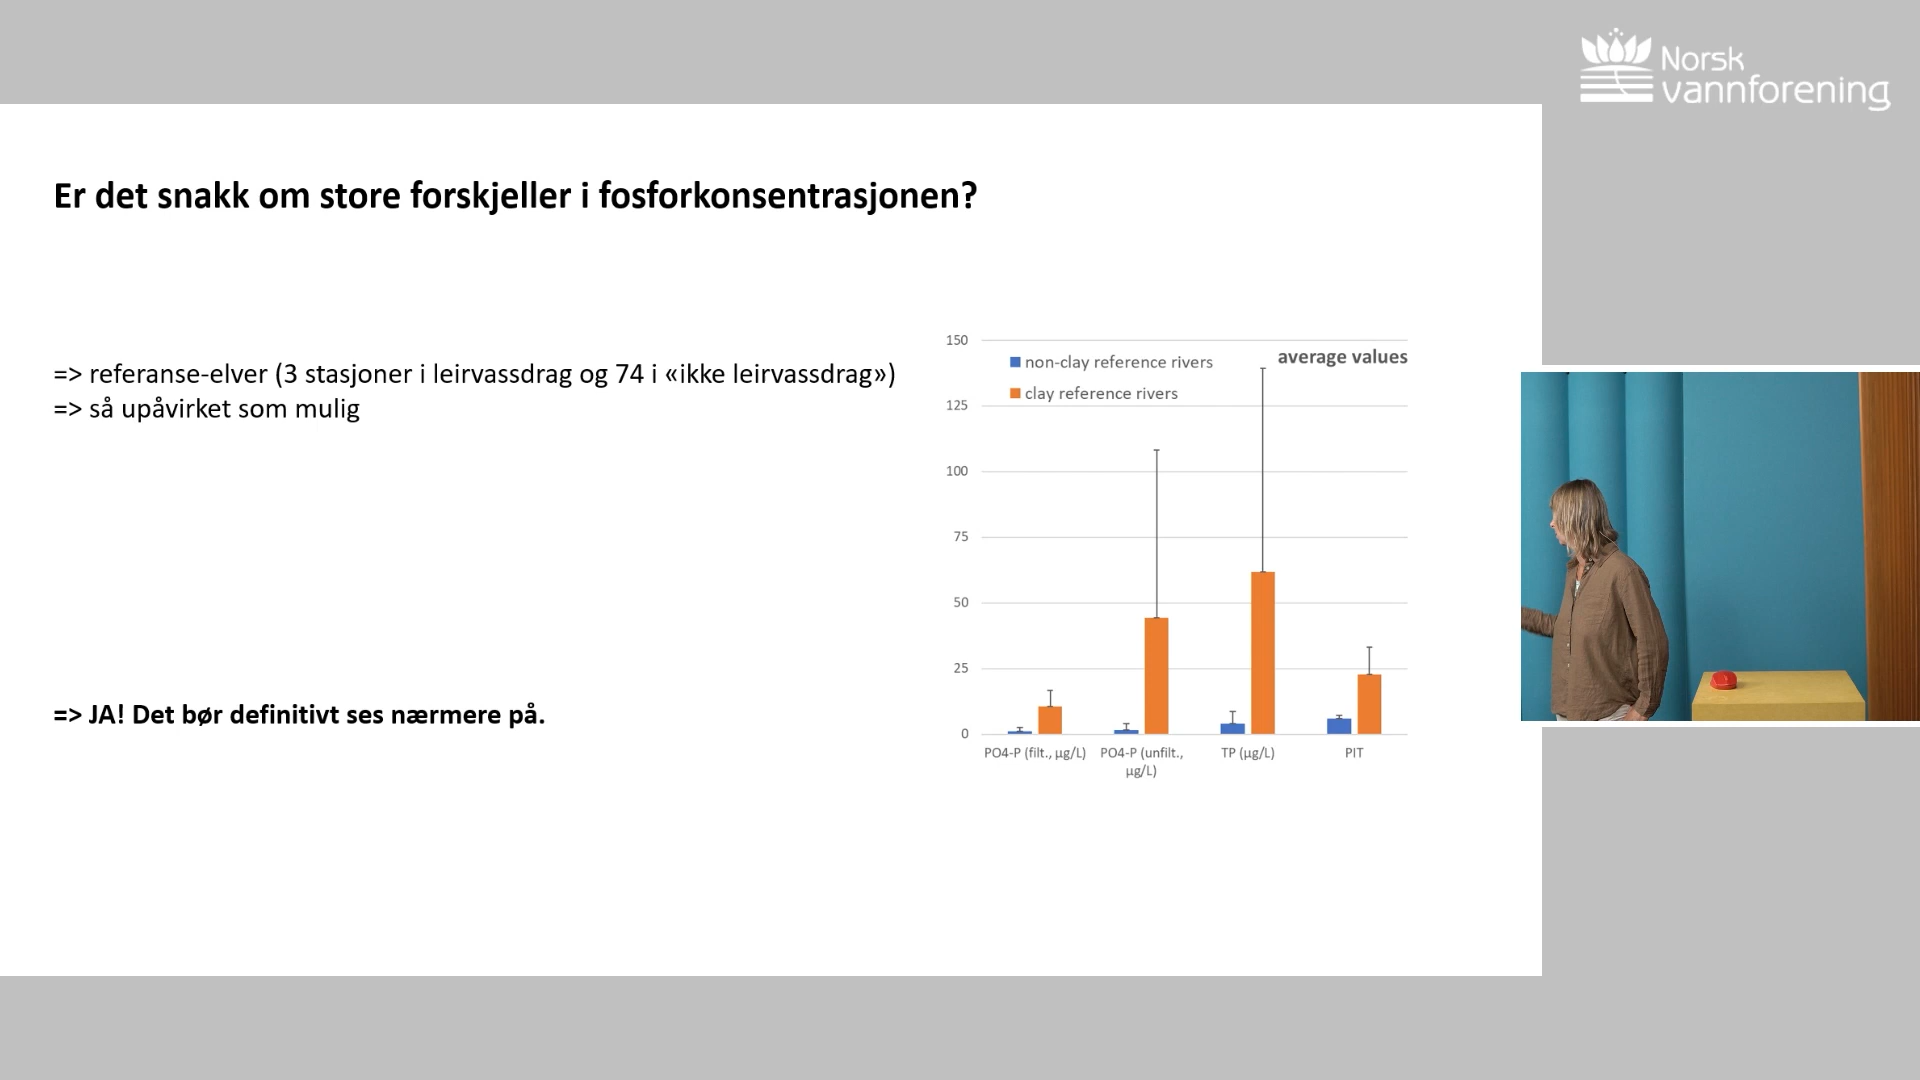 Norsk
vannforening
Er det snakk om store forskjeller i fosforkonsentrasjonen?
=> referanse-elver (3 stasjoner i leirvassdrag og 74 i «ikke leirvassdrag»)
=> så upåvirket som mulig
=> JA! Det bør definitivt ses nærmere på.
average values
non-clay reference rivers
clay reference rivers
150
125
100
75
50
25
0
PO4-P (filt., µg/L)
PO4-P (unfilt.,
µg/L)
TP (µg/L)
PIT